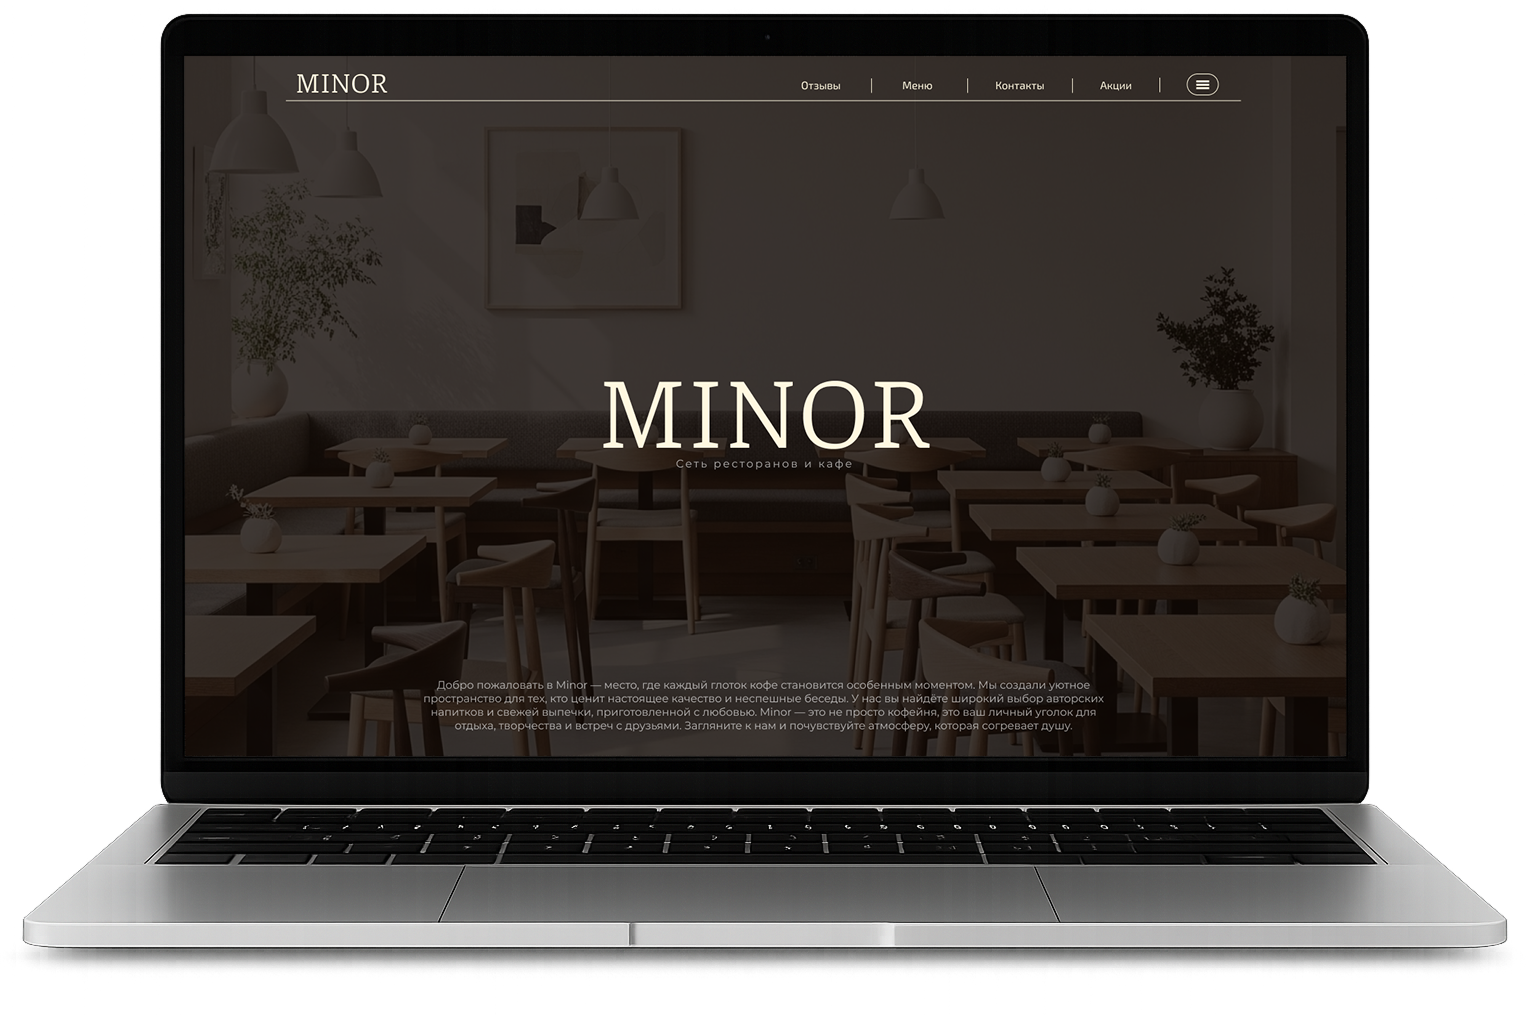 MINOR
Отзывы
Меню
Контакты
Акции
MINOR
Сеть ресторанов и кафе
Добро пожаловать в Minor — место, где каждый глоток кофе становится особенным моментом. Мы создали уютное
пространство для тех, кто ценит настоящее качество и неспешные беседы. У нас вы найдёте широкий выбор авторских
напитков и свежей выпечки, приготовленной с любовью. Minor — это не просто кофейня, это ваш личный уголок для
отдыха, творчества и встреч с друзьями. Загляните к нам и почувствуйте атмосферу, которая согревает душу.